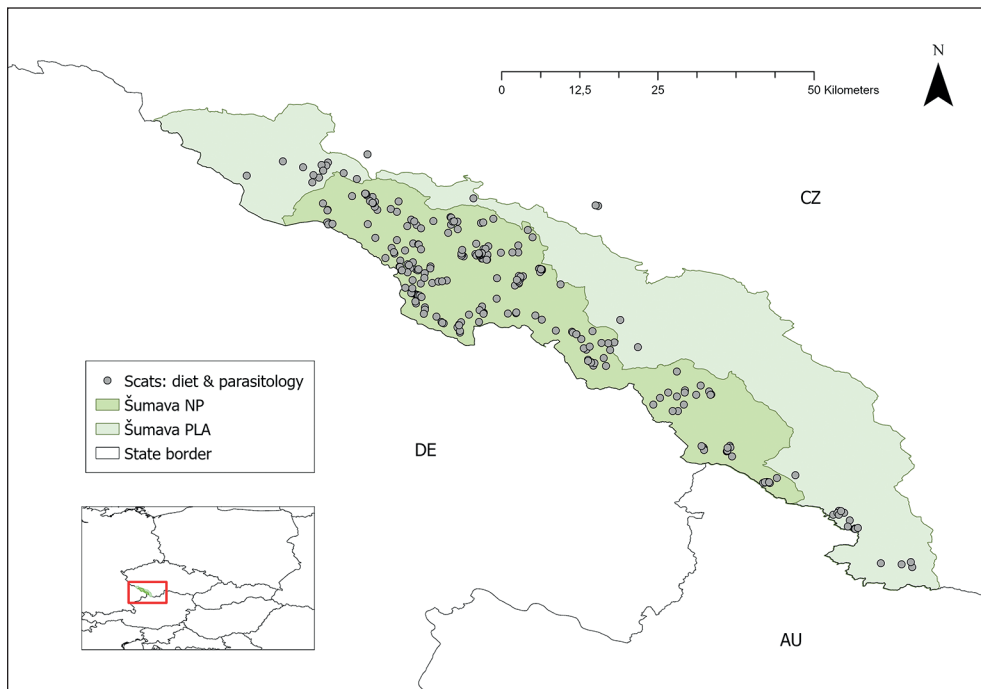 N
0 12,5 25 50 Kilometers
CZ
Scats: diet & parasitology
Šumava NP
Šumava PLA
State border
DE
AU